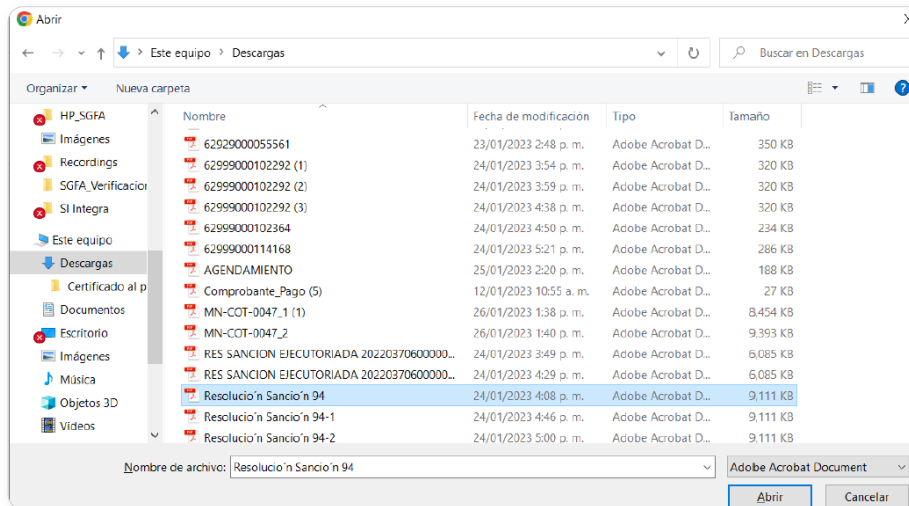 Abrir
Este equipo > Descargas
Buscar en Descargas
Organizar
Nueva carpeta
HP_SGFA
Imágenes
Recordings
SGFA_Verificacion
SI Integra
Este equipo
Descargas
Certificado al p
Documentos
Escritorio
Imágenes
Música
Objetos 3D
Vídeos
Nombre Fecha de modificación Tipo Tamaño
62929000055561 23/01/2023 2:48 p. m. Adobe Acrobat D... 350 KB
62999000102292 (1) 24/01/2023 3:54 p. m. Adobe Acrobat D... 320 KB
62999000102292 (2) 24/01/2023 3:59 p. m. Adobe Acrobat D... 320 KB
62999000102292 (3) 24/01/2023 4:38 p. m. Adobe Acrobat D... 320 KB
62999000102364 24/01/2023 4:50 p. m. Adobe Acrobat D... 234 KB
62999000114168 24/01/2023 5:21 p. m. Adobe Acrobat D... 286 KB
AGENDAMIENTO 25/01/2023 2:20 p. m. Adobe Acrobat D... 188 KB
Comprobante_Pago (5) 12/01/2023 10:55 a. m. Adobe Acrobat D... 27 KB
MN-COT-0047_1 (1) 26/01/2023 1:38 p. m. Adobe Acrobat D... 8,454 KB
MN-COT-0047_2 26/01/2023 1:40 p. m. Adobe Acrobat D... 9,393 KB
RES SANCION EJECUTORIADA 20220370600000... 24/01/2023 3:49 p. m. Adobe Acrobat D... 6,085 KB
RES SANCION EJECUTORIADA 20220370600000... 24/01/2023 4:29 p. m. Adobe Acrobat D... 6,085 KB
Resolucio´n Sancio´n 94 24/01/2023 4:08 p. m. Adobe Acrobat D... 9,111 KB
Resolucio´n Sancio´n 94-1 24/01/2023 4:46 p. m. Adobe Acrobat D... 9,111 KB
Resolucio´n Sancio´n 94-2 24/01/2023 5:00 p. m. Adobe Acrobat D... 9,111 KB
Nombre de archivo: Resolucio´n Sancio´n 94 Adobe Acrobat Document
Abrir Cancelar